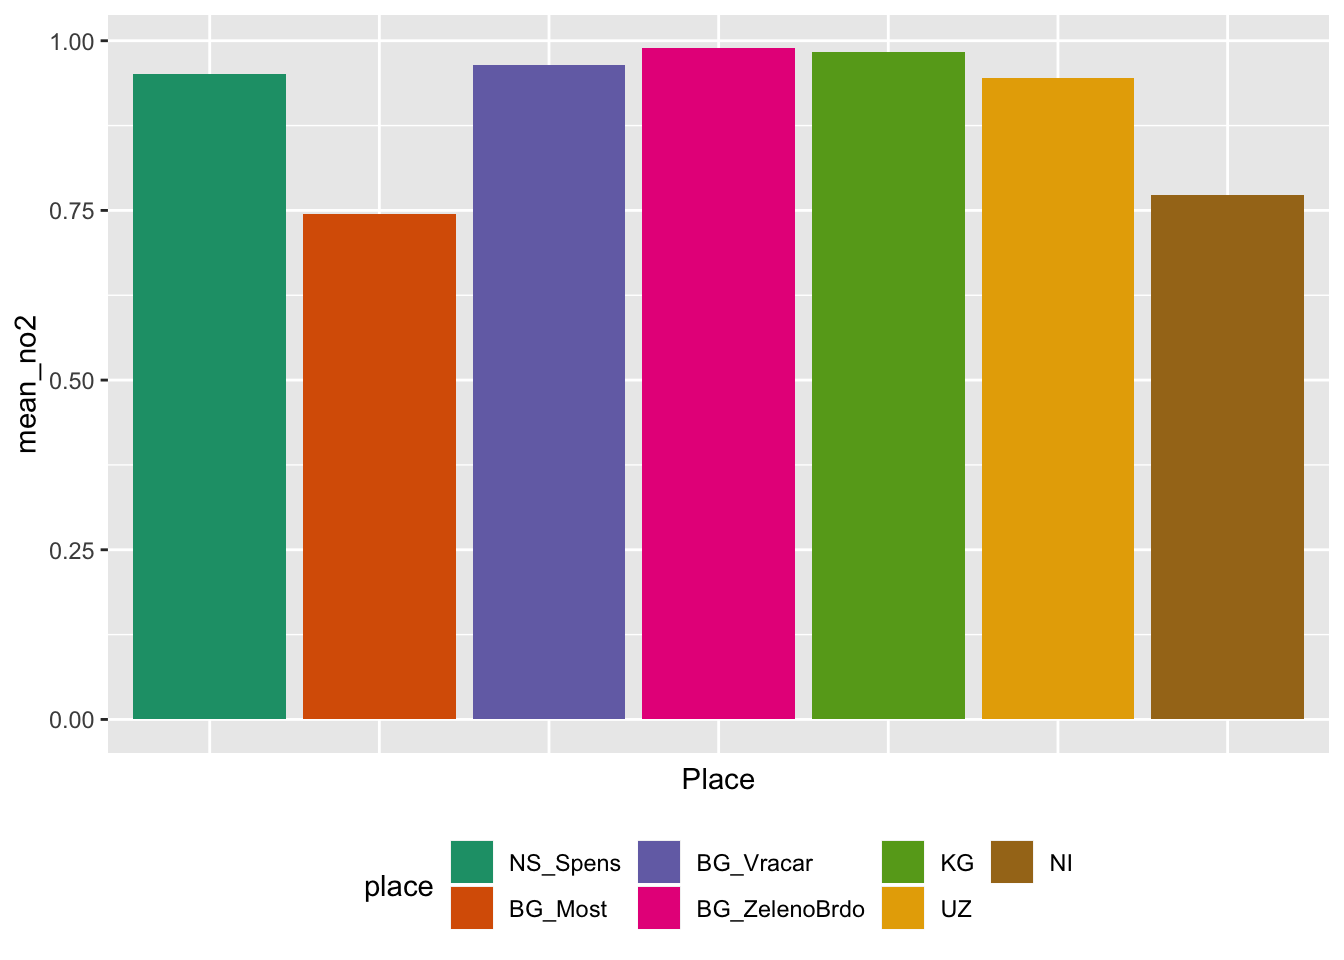 1.00
0.75
0.50
0.25
0.00
mean_no2
Place
place
NS_Spens
BG_Most
BG_Vracar
BG_ZelenoBrdo
KG
UZ
NI